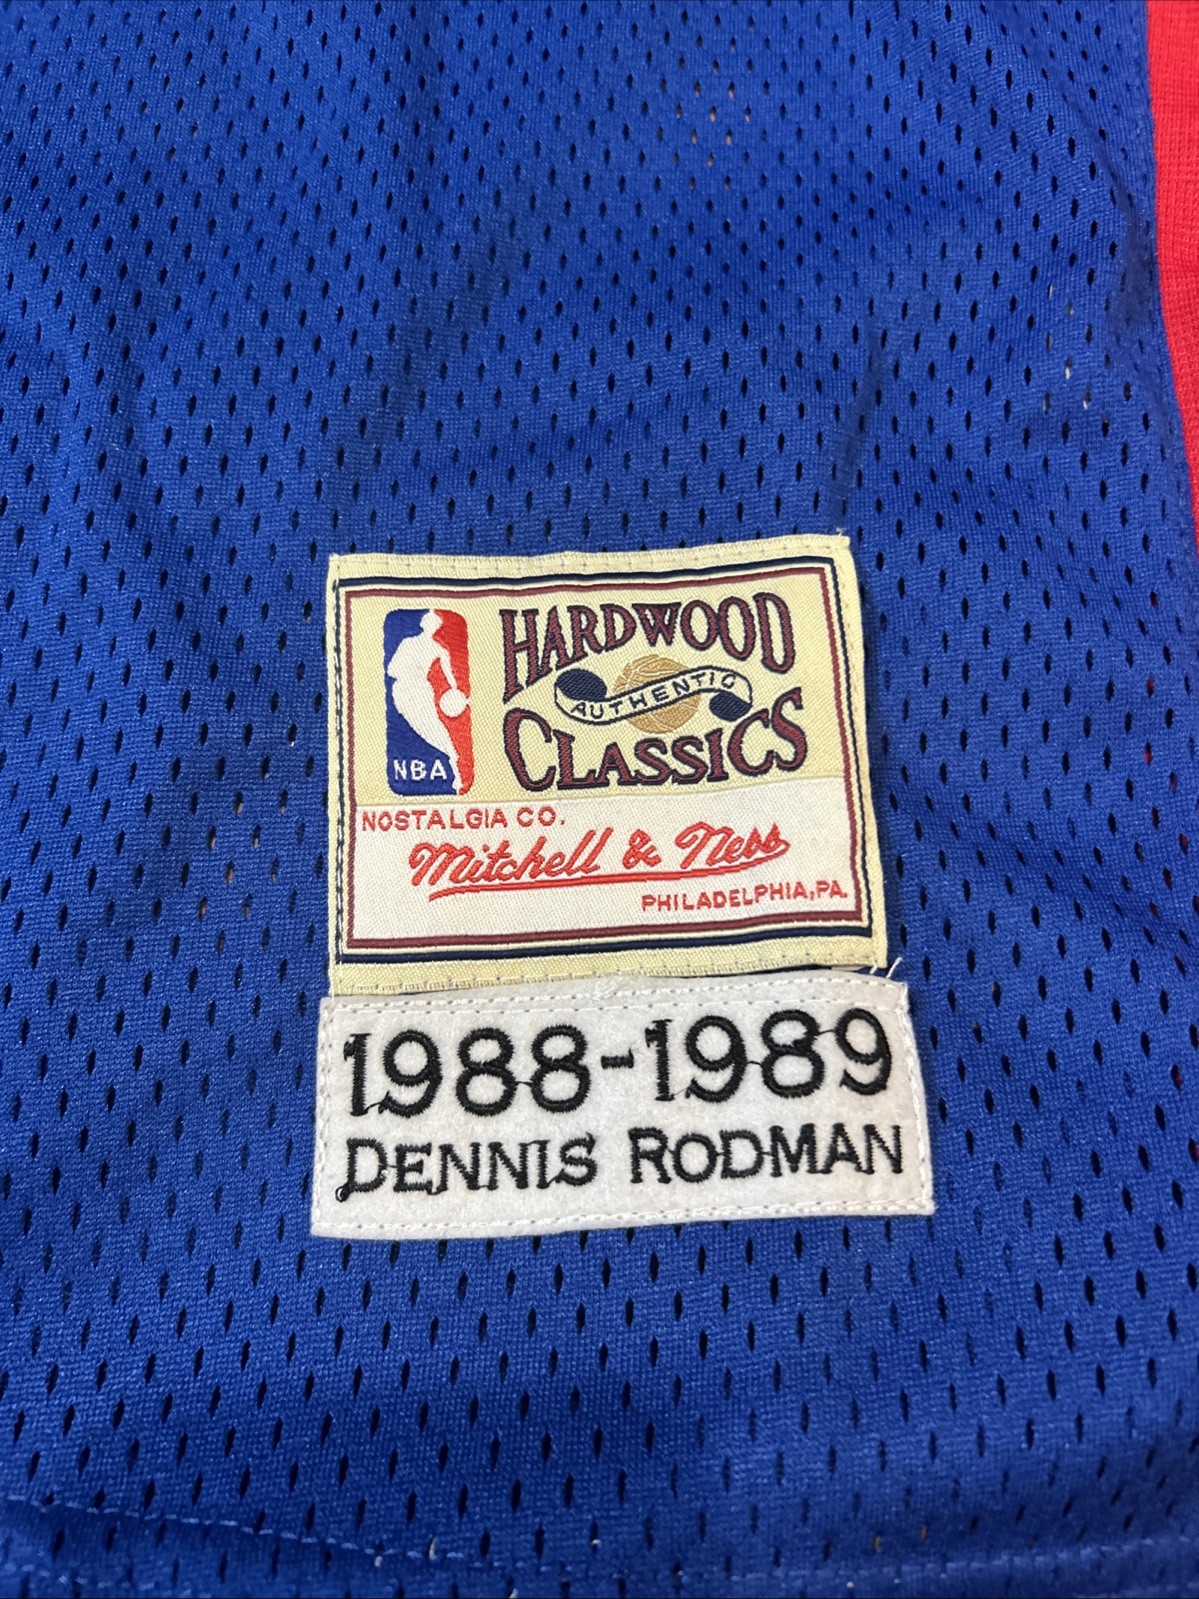 HARDWOOD
AUTHENTIC
CLASSICS
NBA
NOSTALGIA CO.
Mitchell & Ness
PHILADELPHIA, PA.
1988-1989
DENNIS RODMAN